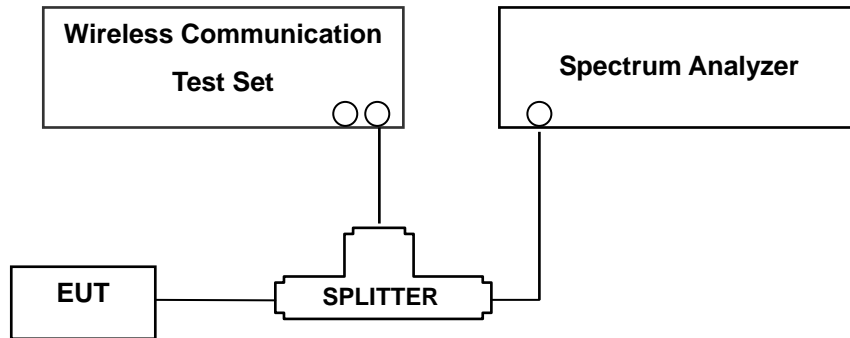 Wireless Communication
Test Set
Spectrum Analyzer
EUT
SPLITTER